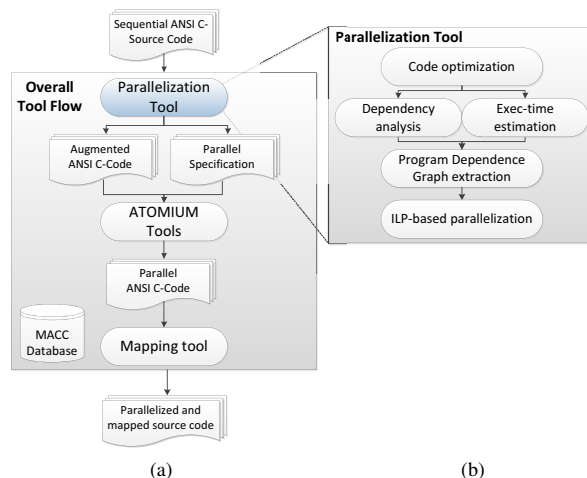 Sequential ANSI C-
Source Code
Overall
Tool Flow
Parallelization
Tool
Augmented
ANSI C-Code
Parallel
Specification
ATOMIUM
Tools
Parallel
ANSI C-Code
MACC
Database
Mapping tool
Parallelized and
mapped source code
(a)
Parallelization Tool
Code optimization
Dependency
analysis
Exec-time
estimation
Program Dependence
Graph extraction
ILP-based parallelization
(b)